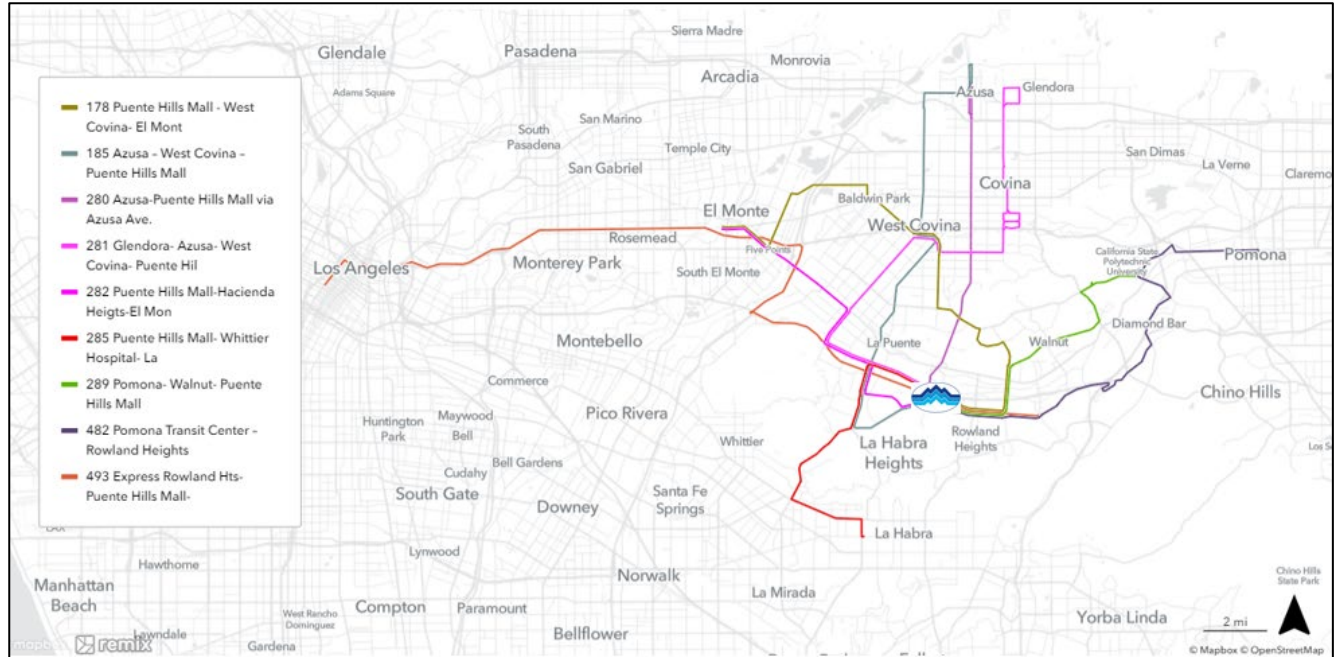 Sierra Madre
Glendale
Pasadena
Monrovia
Arcadia
Adams Square
Azusa
Glendora
178 Puente Hills Mall - West
Covina- El Mont
San Marino
South
Pasadena
Temple City
San Dimas
La Verne
185 Azusa – West Covina –
Puente Hills Mall
San Gabriel
Claremo
280 Azusa-Puente Hills Mall via
Azusa Ave.
Covina
Baldwin Park
El Monte
West Covina
281 Glendora- Azusa- West
Covina- Puente Hil
Rosemead
Five Points
California State
Polytechnic
University
Pomona
Los Angeles
Monterey Park
South El Monte
282 Puente Hills Mall-Hacienda
Heigts-El Mon
Diamond Bar
285 Puente Hills Mall- Whittier
Hospital- La
Montebello
La Puente
Walnut
289 Pomona- Walnut- Puente
Hills Mall
Commerce
Chino Hills
Huntington
Park
Maywood
Bell
Pico Rivera
482 Pomona Transit Center –
Rowland Heights
Whittier
La Habra
Heights
Rowland
Heights
Bell Gardens
Cudahy
493 Express Rowland Hts-
Puente Hills Mall-
South Gate
Downey
Santa Fe
Springs
La Habra
Lynwood
Hawthorne
Norwalk
Manhattan
Beach
La Mirada
Chino Hills
State Park
West Rancho
Dominguez
Compton
Paramount
Yorba Linda
2 mi
Lawndale
remix
Gardena
Bellflower
© Mapbox © OpenStreetMap